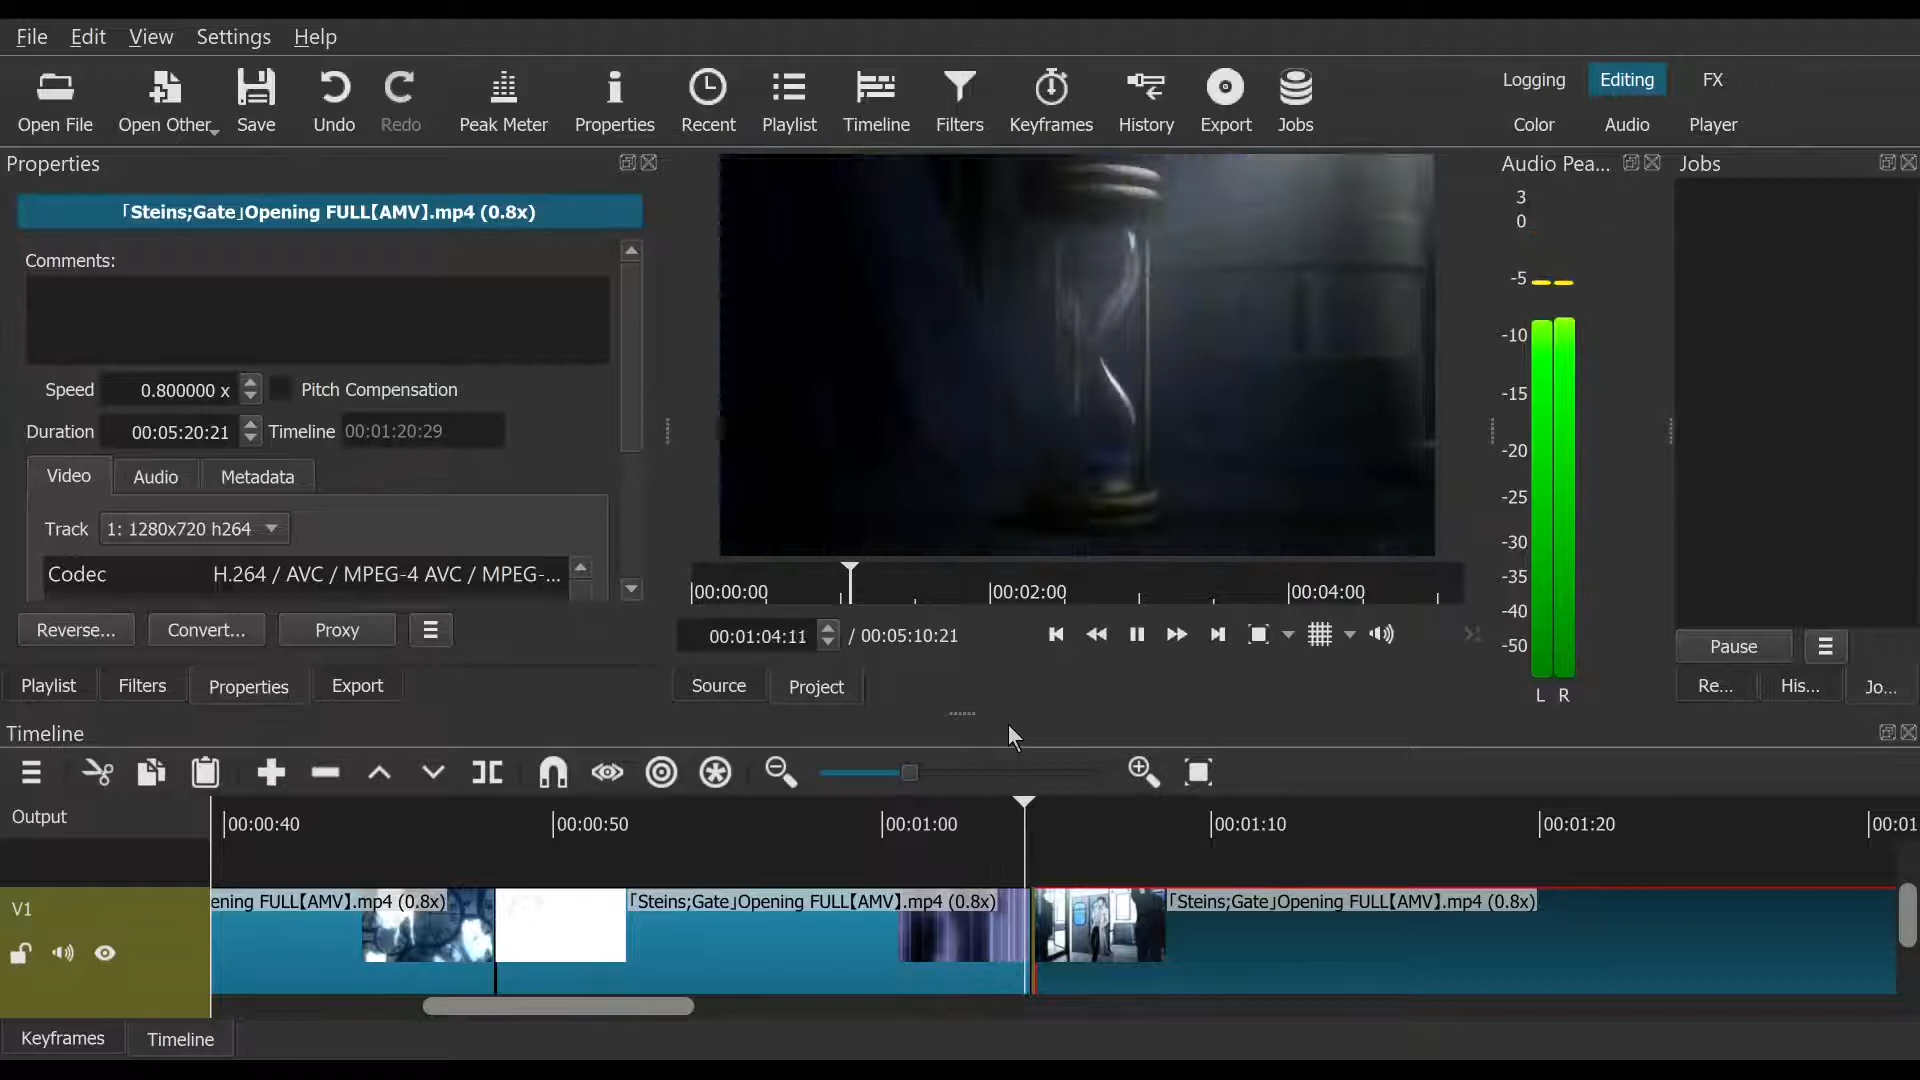 File Edit View Settings Help
Open File Open Other... Save Undo Redo Peak Meter Properties Recent Playlist Timeline Filters Keyframes History Export Jobs
Logging Editing FX
Color Audio Player
Properties
「Steins;Gate」Opening FULL【AMV】.mp4 (0.8x)
Comments:
Speed 0.800000 x Pitch Compensation
Duration 00:05:20:21 Timeline 00:01:20:29
Video Audio Metadata
Track 1: 1280x720 h264
Codec H.264 / AVC / MPEG-4 AVC / MPEG-...
Reverse... Convert... Proxy
Playlist Filters Properties Export
00:00:00 00:02:00 00:04:00
00:01:04:11 / 00:05:10:21
Source Project
Audio Pea...
3
0
-5
-10
-15
-20
-25
-30
-35
-40
-50
L R
Jobs
Pause
Re... His... Jo...
Timeline
Output
00:00:40 00:00:50 00:01:00 00:01:10 00:01:20 00:01
V1
ening FULL【AMV】.mp4 (0.8x) 「Steins;Gate」Opening FULL【AMV】.mp4 (0.8x) 「Steins;Gate」Opening FULL【AMV】.mp4 (0.8x)
Keyframes Timeline